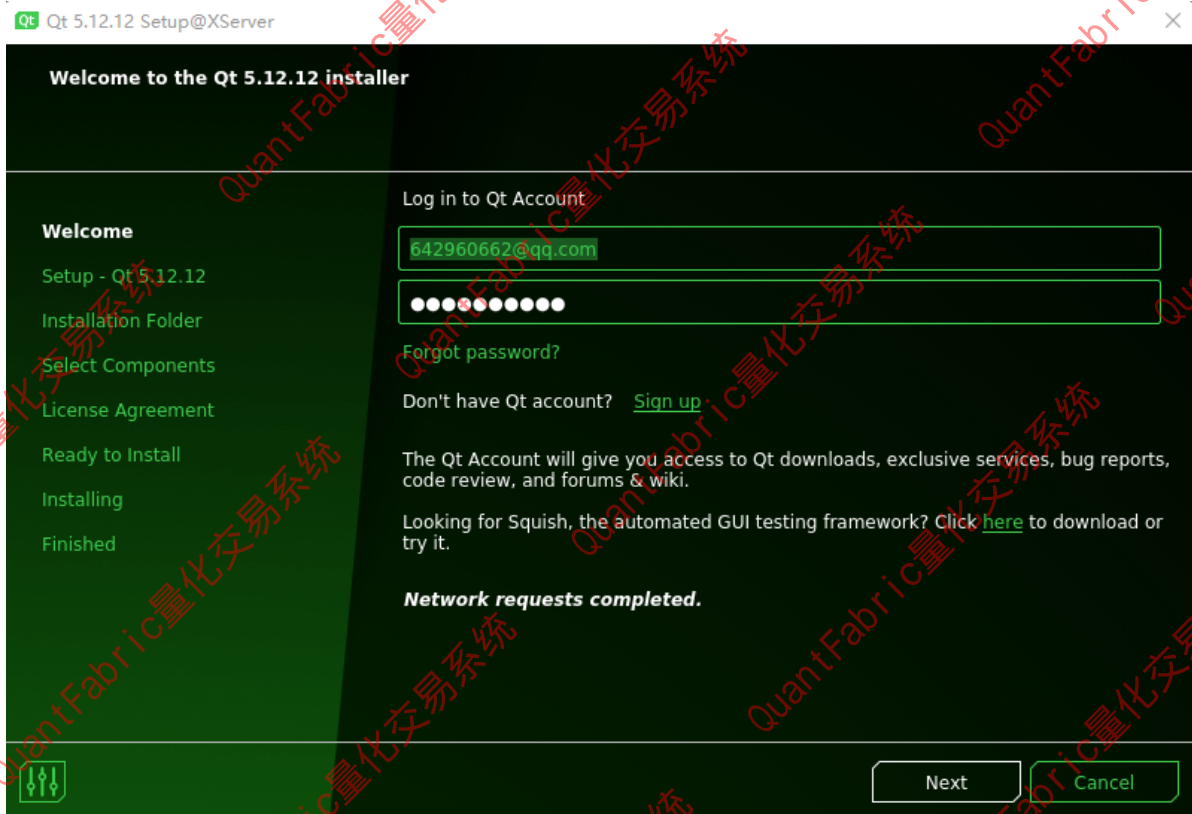 Qt Qt 5.12.12 Setup@XServer
Welcome to the Qt 5.12.12 installer
Welcome
Setup - Qt 5.12.12
Installation Folder
Select Components
License Agreement
Ready to Install
Installing
Finished
Log in to Qt Account
642960662@qq.com
●●●●●●●●●●
Forgot password?
Don't have Qt account? Sign up
The Qt Account will give you access to Qt downloads, exclusive services, bug reports,
code review, and forums & wiki.
Looking for Squish, the automated GUI testing framework? Click here to download or
try it.
Network requests completed.
Next
Cancel
QuantFabric量化交易系统